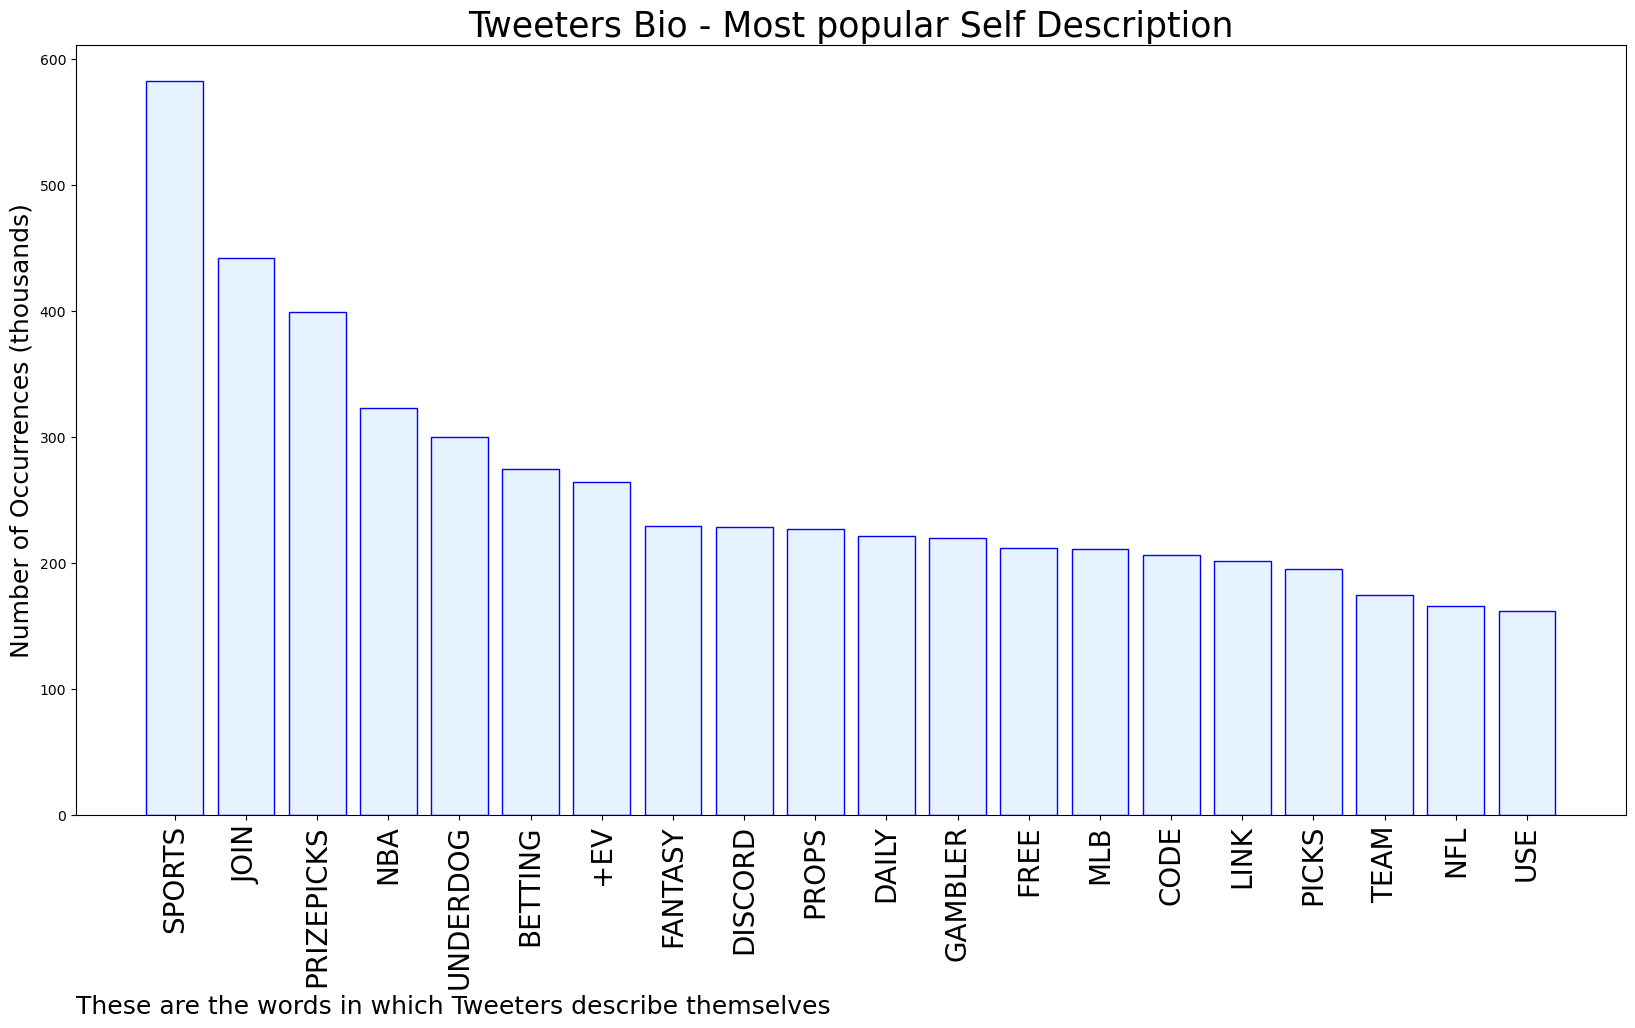 Tweeters Bio - Most popular Self Description
Number of Occurrences (thousands)
600
500
400
300
200
100
0
SPORTS
JOIN
PRIZEPICKS
NBA
UNDERDOG
BETTING
+EV
FANTASY
DISCORD
PROPS
DAILY
GAMBLER
FREE
MLB
CODE
LINK
PICKS
TEAM
NFL
USE
These are the words in which Tweeters describe themselves